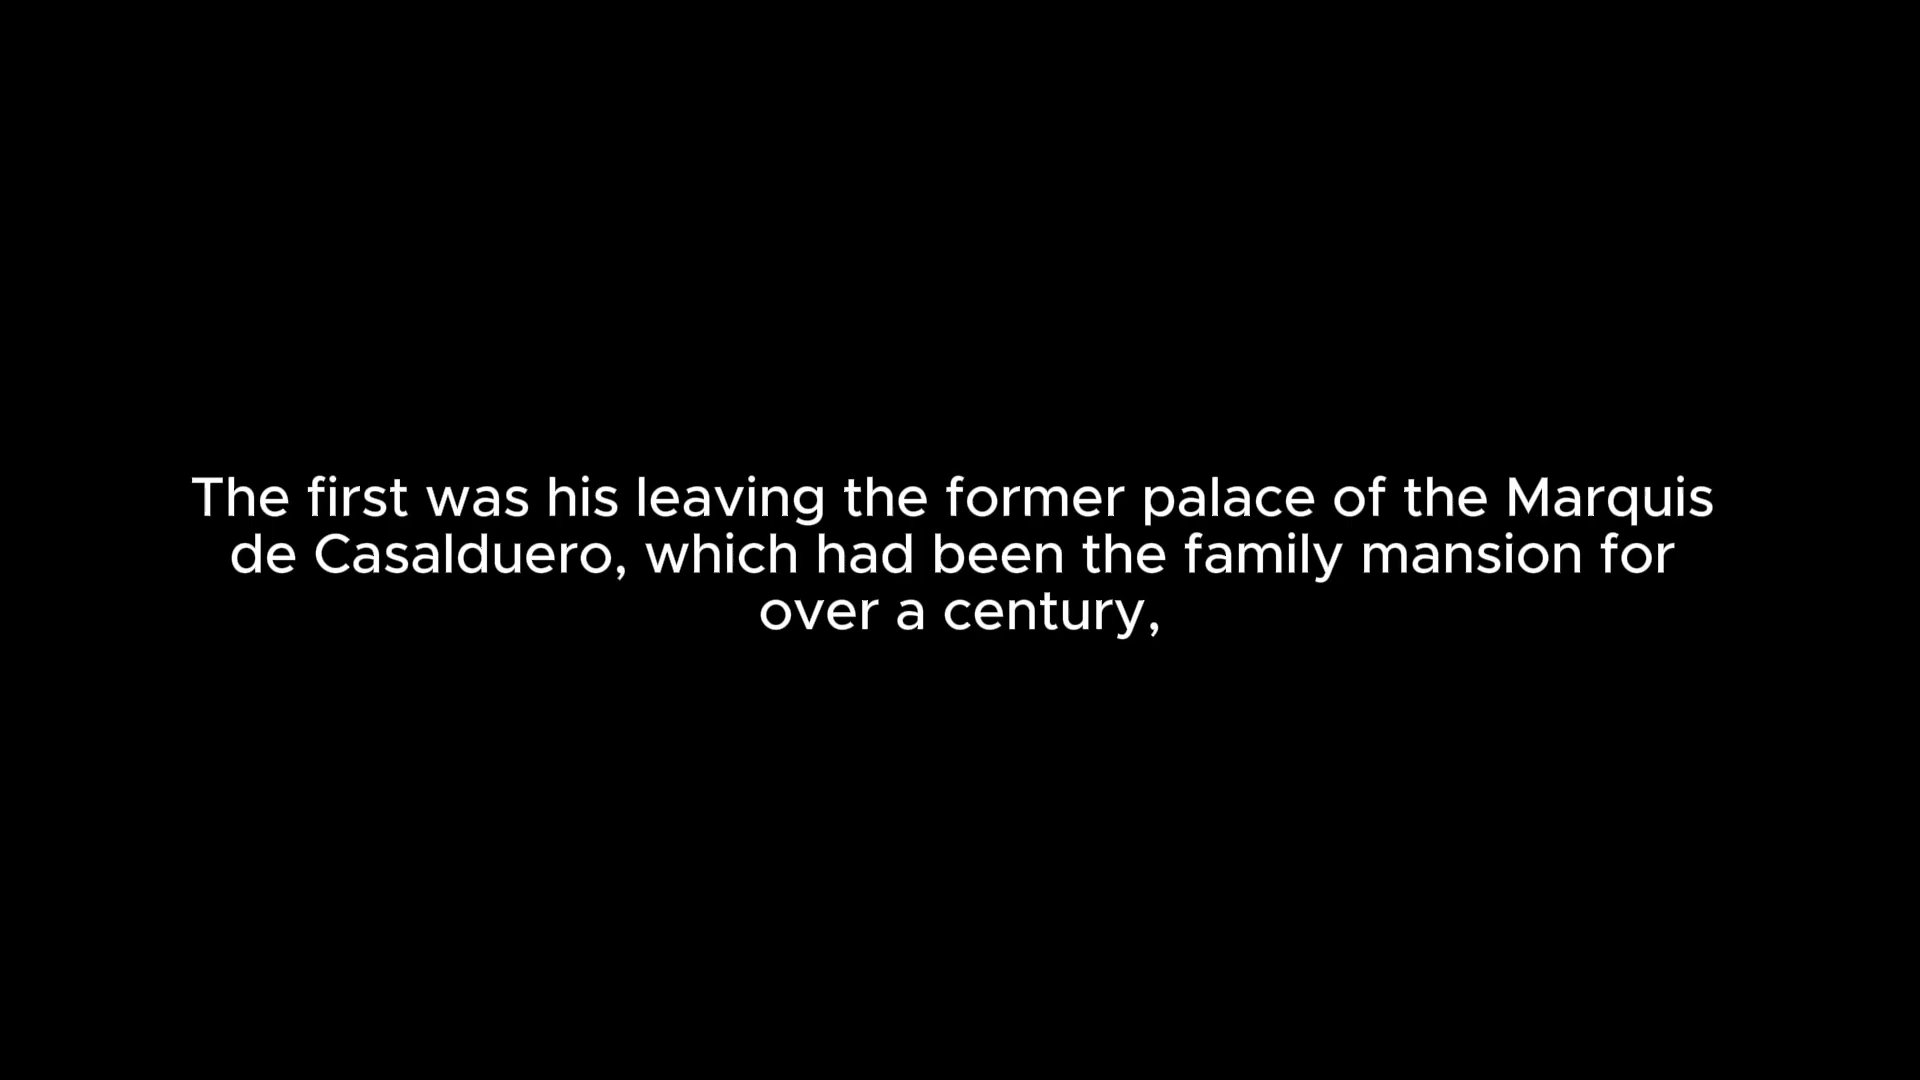 The first was his leaving the former palace of the Marquis
de Casalduero, which had been the family mansion for
over a century,